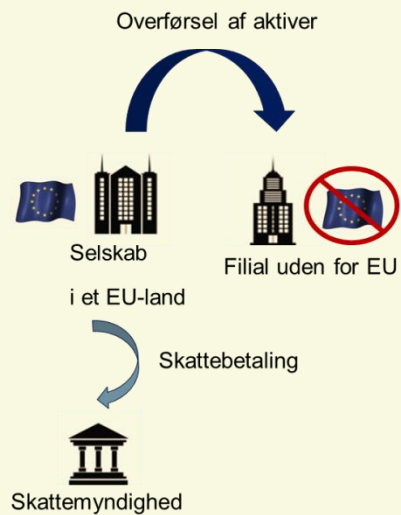 Overførsel af aktiver
Selskab
i et EU-land
Filial uden for EU
Skattebetaling
Skattemyndighed